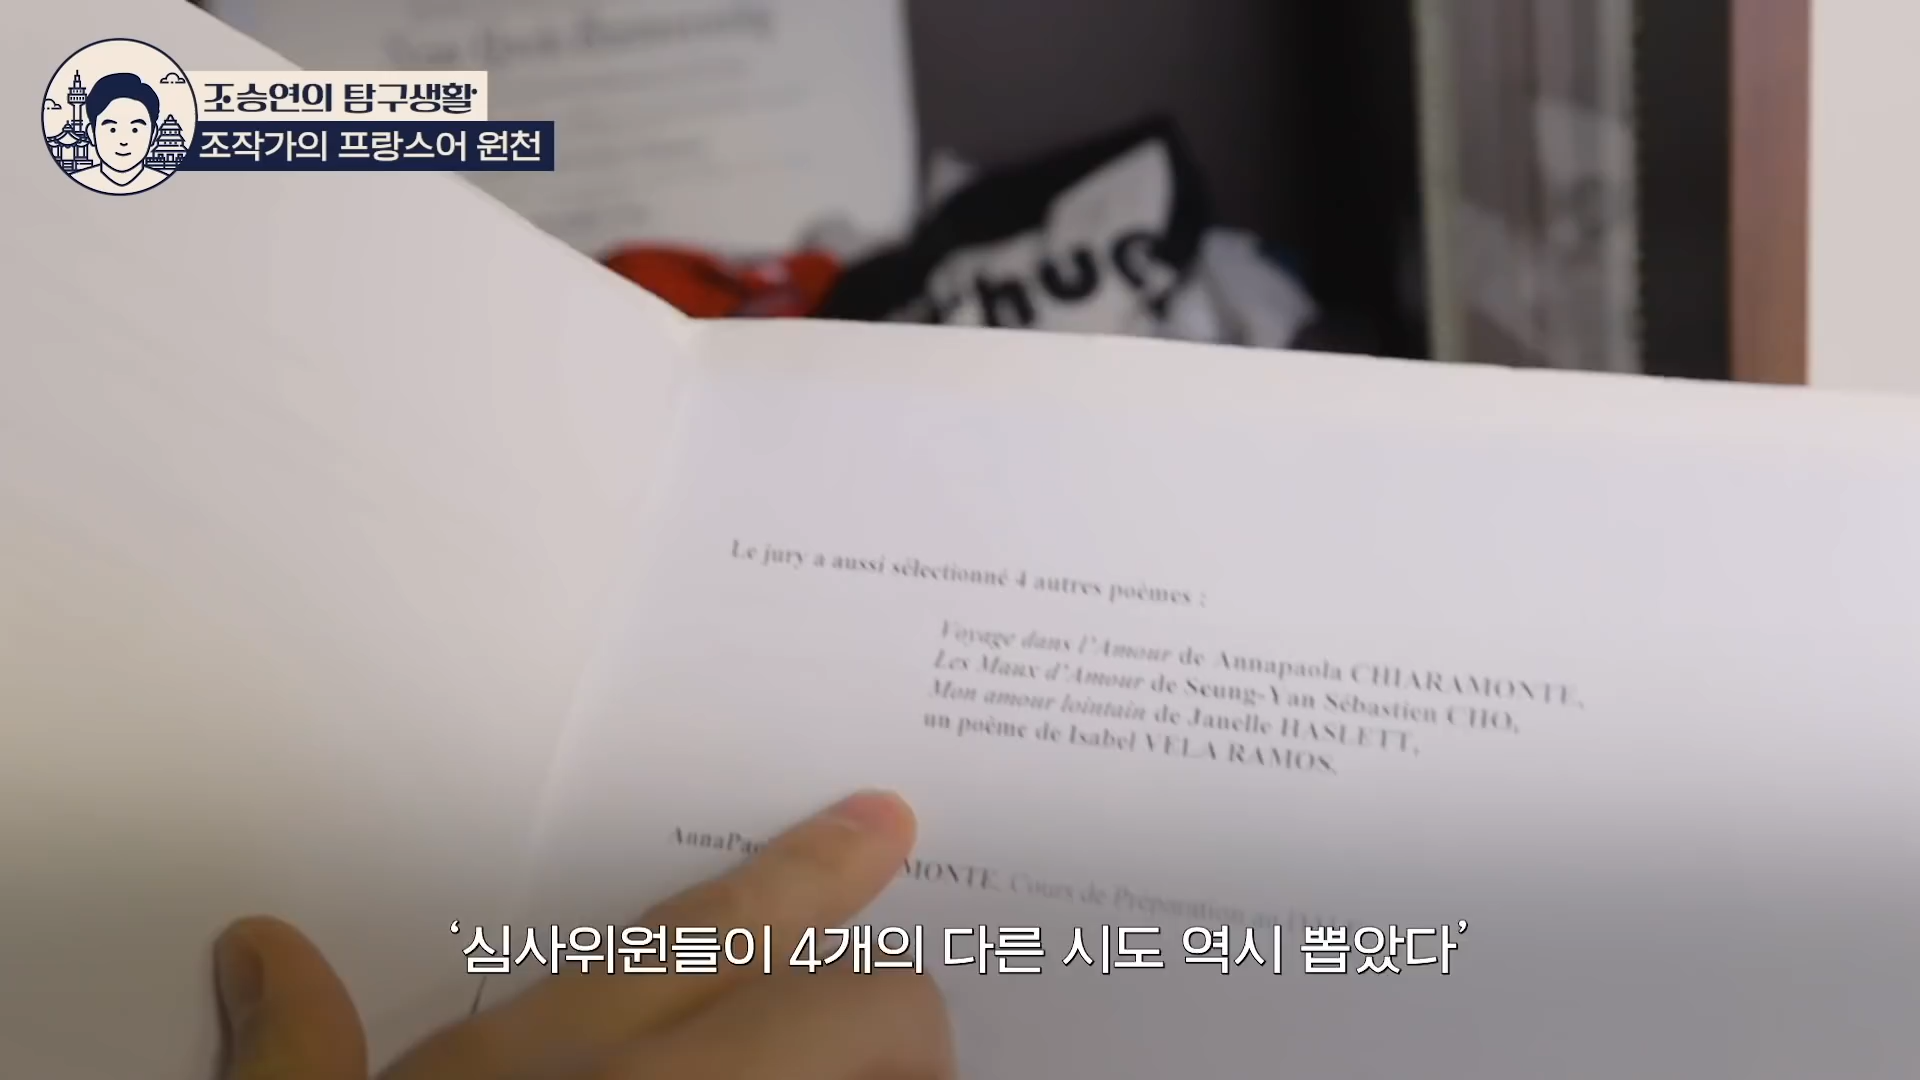 조승연의 탐구생활
조작가의 프랑스어 원천
Le jury a aussi sélectionné 4 autres poèmes :
Voyage dans l'Amour de Annapaola CHIARAMONTE,
Les Maux d'Amour de Seung-Yan Sébastien CHO,
Mon amour lointain de Janelle HASLETT,
un poème de Isabel VELA RAMOS.
MONTE, Cours de Préparation au
‘심사위원들이 4개의 다른 시도 역시 뽑았다’